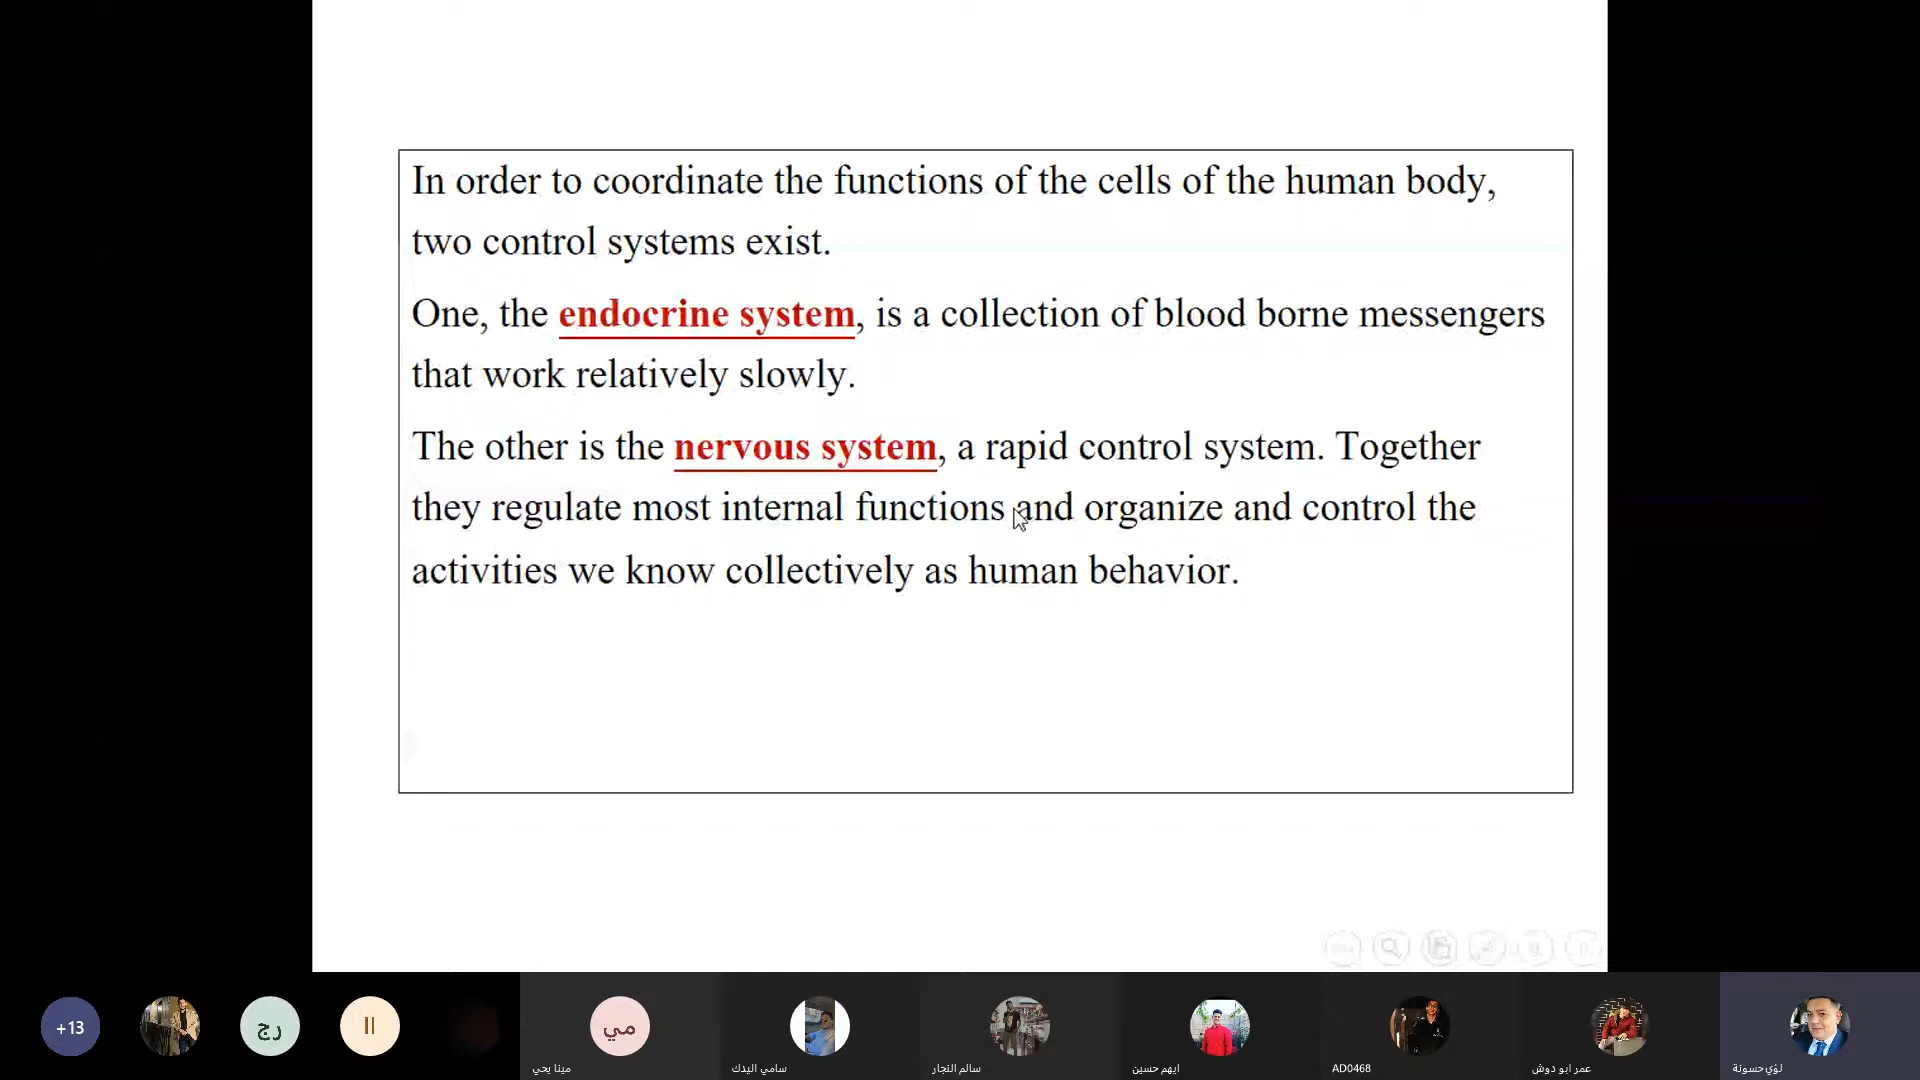 In order to coordinate the functions of the cells of the human body,
two control systems exist.
One, the endocrine system, is a collection of blood borne messengers
that work relatively slowly.
The other is the nervous system, a rapid control system. Together
they regulate most internal functions and organize and control the
activities we know collectively as human behavior.
+13
رج
II
مي
مينا يحي
سامي اليدك
سالم النجار
ايهم حسين
AD0468
عمر ابو دوش
لؤي حسونة